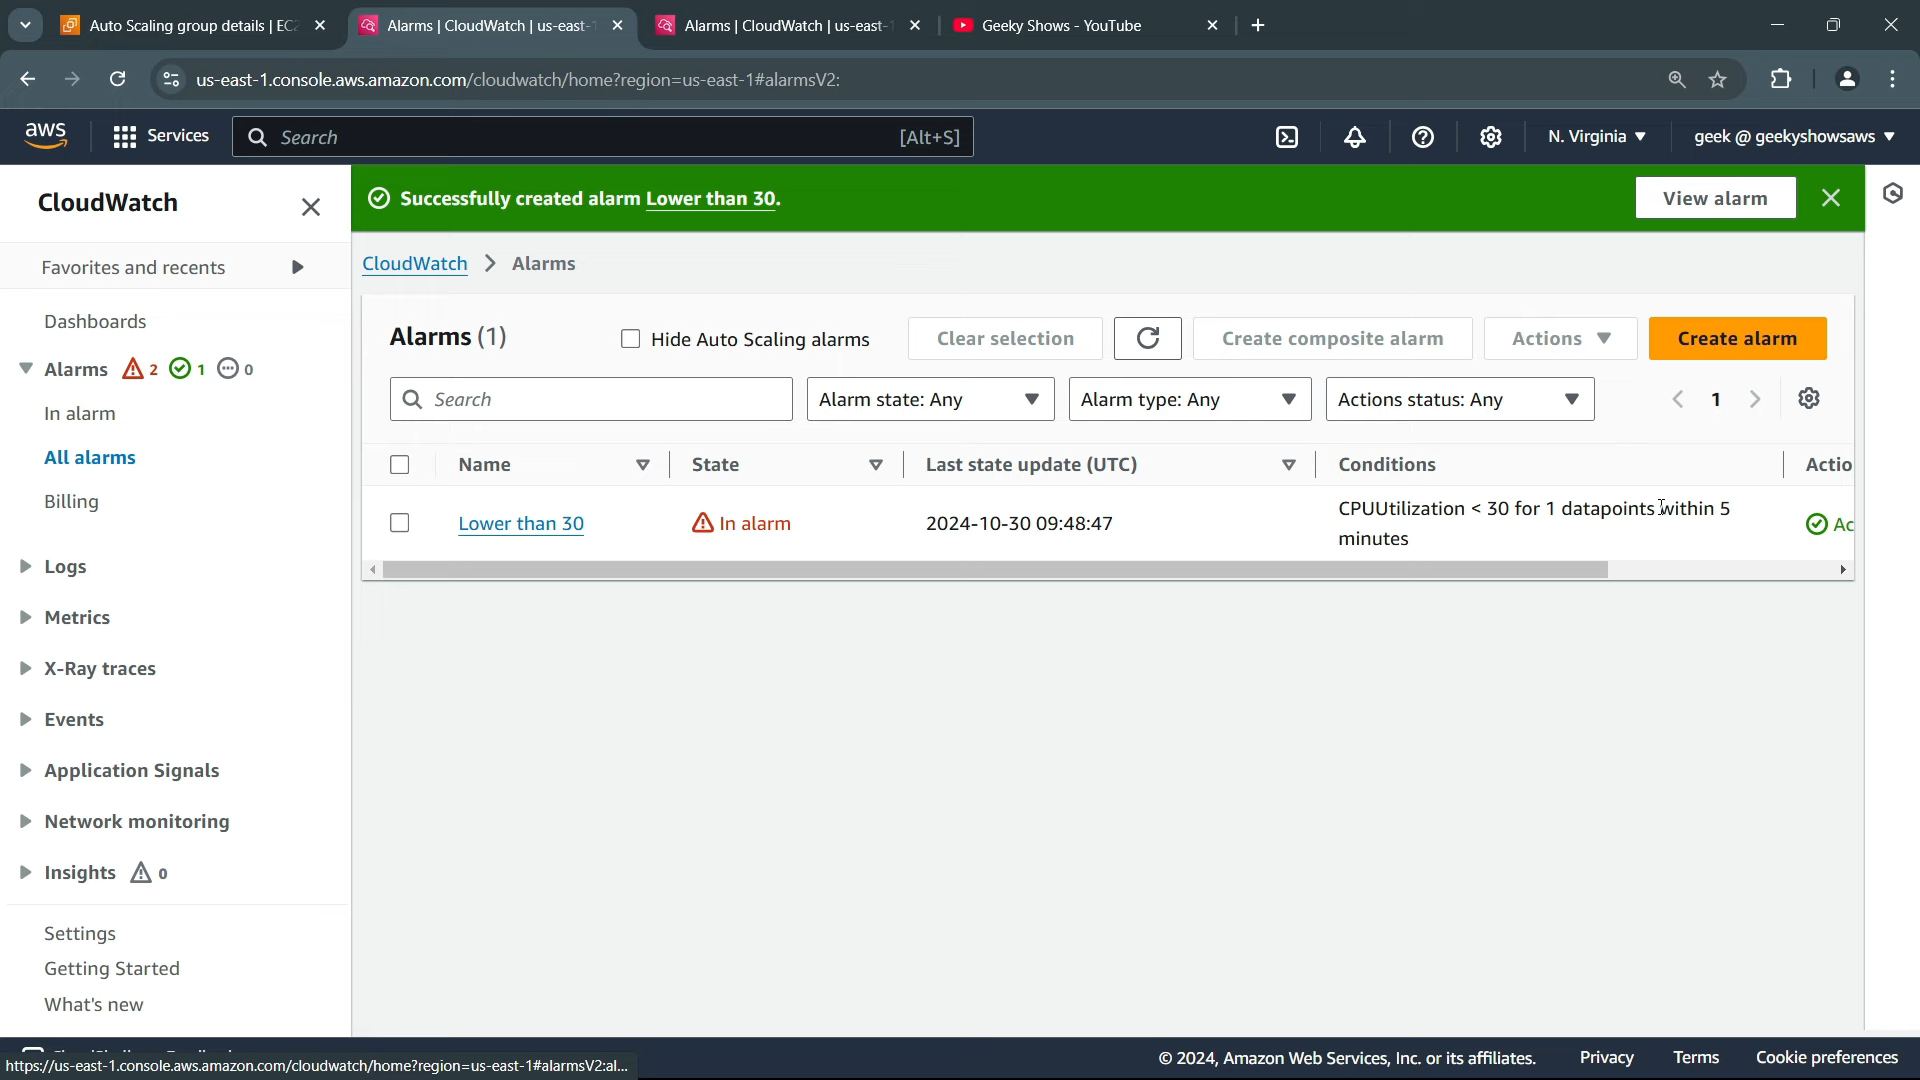 Auto Scaling group details | EC2
Alarms | CloudWatch | us-east-
Alarms | CloudWatch | us-east-
Geeky Shows - YouTube
us-east-1.console.aws.amazon.com/cloudwatch/home?region=us-east-1#alarmsV2:
aws
Services
Search
[Alt+S]
N. Virginia
geek @ geekyshowsaws
CloudWatch
Favorites and recents
Dashboards
Alarms 2 1 0
In alarm
All alarms
Billing
Logs
Metrics
X-Ray traces
Events
Application Signals
Network monitoring
Insights 0
Settings
Getting Started
What's new
Successfully created alarm Lower than 30.
View alarm
CloudWatch > Alarms
Alarms (1)
Hide Auto Scaling alarms
Clear selection
Create composite alarm
Actions
Create alarm
Search
Alarm state: Any
Alarm type: Any
Actions status: Any
1
Name
State
Last state update (UTC)
Conditions
Actio
Lower than 30
In alarm
2024-10-30 09:48:47
CPUUtilization < 30 for 1 datapoints within 5
minutes
Ac
https://us-east-1.console.aws.amazon.com/cloudwatch/home?region=us-east-1#alarmsV2:al...
© 2024, Amazon Web Services, Inc. or its affiliates.
Privacy
Terms
Cookie preferences